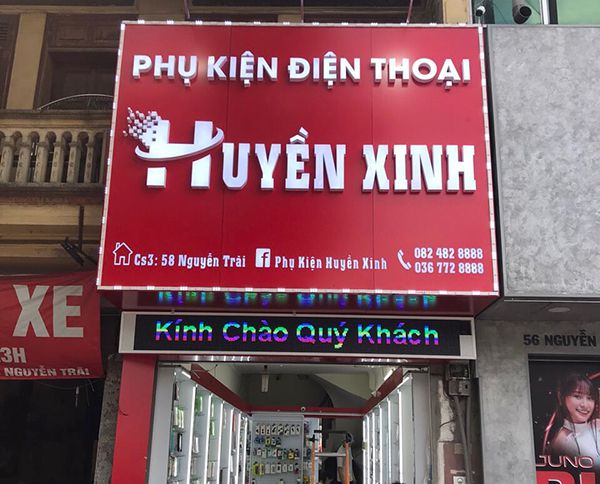 PHỤ KIỆN ĐIỆN THOẠI
HUYỀN XINH
Cs3: 58 Nguyễn Trãi
Phụ Kiện Huyền Xinh
082 482 8888
036 772 8888
Kính Chào Quý Khách
XE
3H
NGUYỄN TRÃI
56 NGUYỄN
JUNO